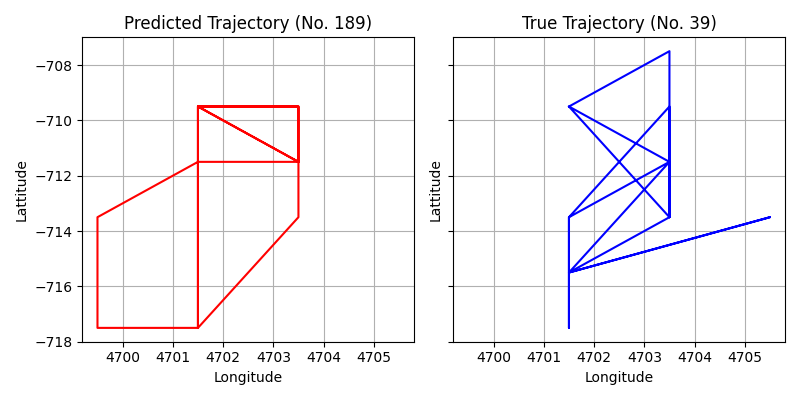 Predicted Trajectory (No. 189)
True Trajectory (No. 39)
−708
−710
−712
−714
−716
−718
Lattitude
Lattitude
4700 4701 4702 4703 4704 4705
4700 4701 4702 4703 4704 4705
Longitude
Longitude